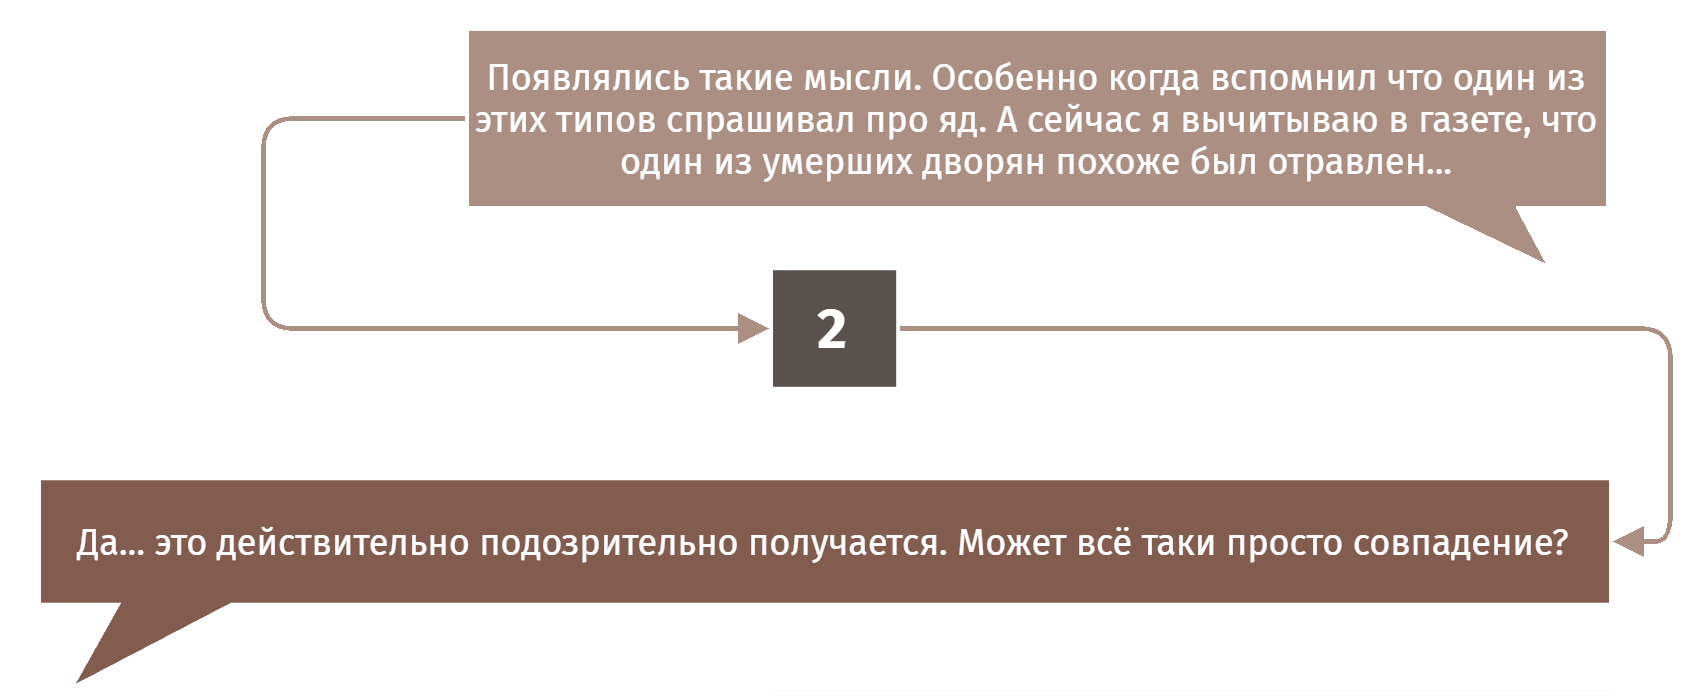 Появлялись такие мысли. Особенно когда вспомнил что один из
этих типов спрашивал про яд. А сейчас я вычитываю в газете, что
один из умерших дворян похоже был отравлен...
2
Да... это действительно подозрительно получается. Может всё таки просто совпадение?